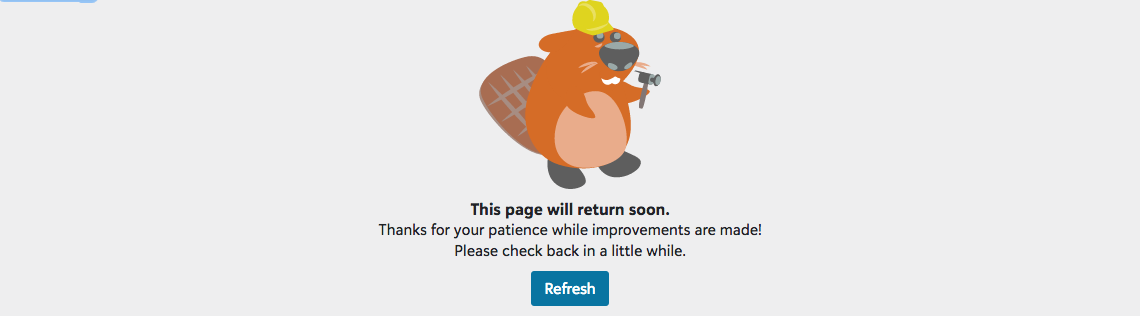 This page will return soon.
Thanks for your patience while improvements are made!
Please check back in a little while.
Refresh